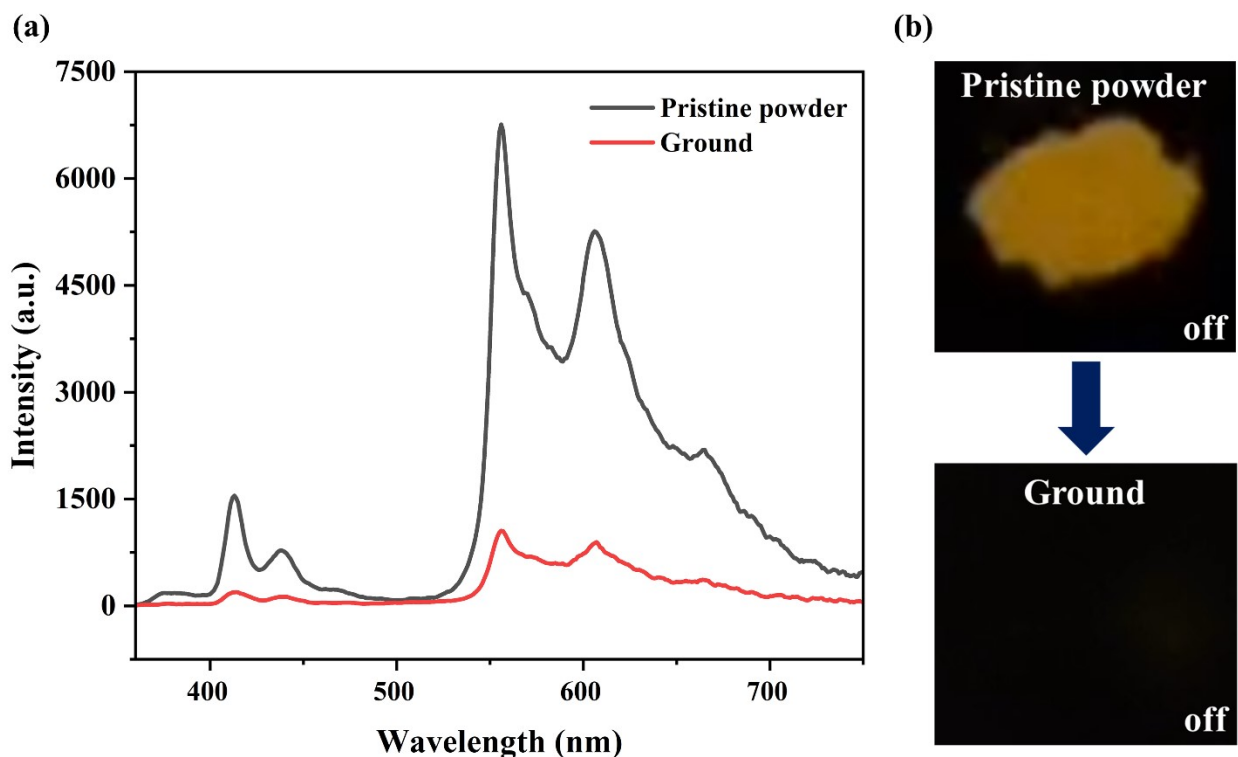 (a)
7500
6000
4500
3000
1500
0
Intensity (a.u.)
400
500
600
700
Wavelength (nm)
Pristine powder
Ground
(b)
Pristine powder
off
Ground
off